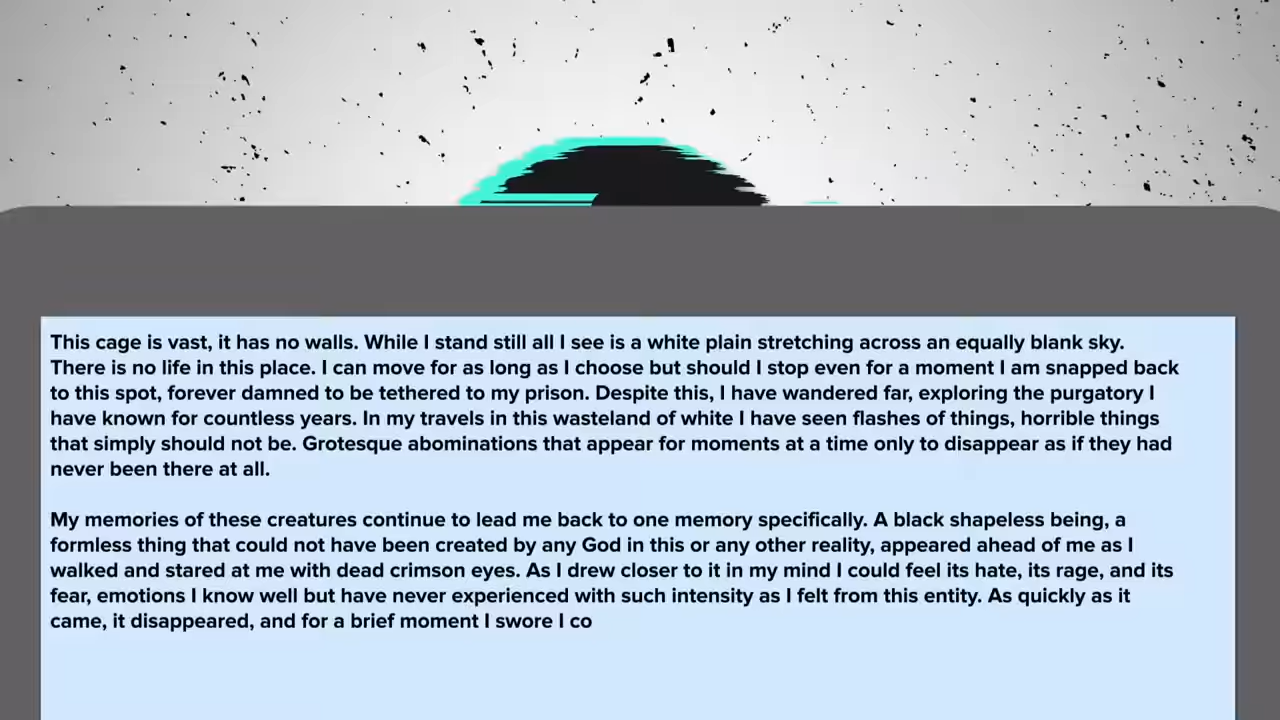 This cage is vast, it has no walls. While I stand still all I see is a white plain stretching across an equally blank sky.
There is no life in this place. I can move for as long as I choose but should I stop even for a moment I am snapped back
to this spot, forever damned to be tethered to my prison. Despite this, I have wandered far, exploring the purgatory I
have known for countless years. In my travels in this wasteland of white I have seen flashes of things, horrible things
that simply should not be. Grotesque abominations that appear for moments at a time only to disappear as if they had
never been there at all.
My memories of these creatures continue to lead me back to one memory specifically. A black shapeless being, a
formless thing that could not have been created by any God in this or any other reality, appeared ahead of me as I
walked and stared at me with dead crimson eyes. As I drew closer to it in my mind I could feel its hate, its rage, and its
fear, emotions I know well but have never experienced with such intensity as I felt from this entity. As quickly as it
came, it disappeared, and for a brief moment I swore I co